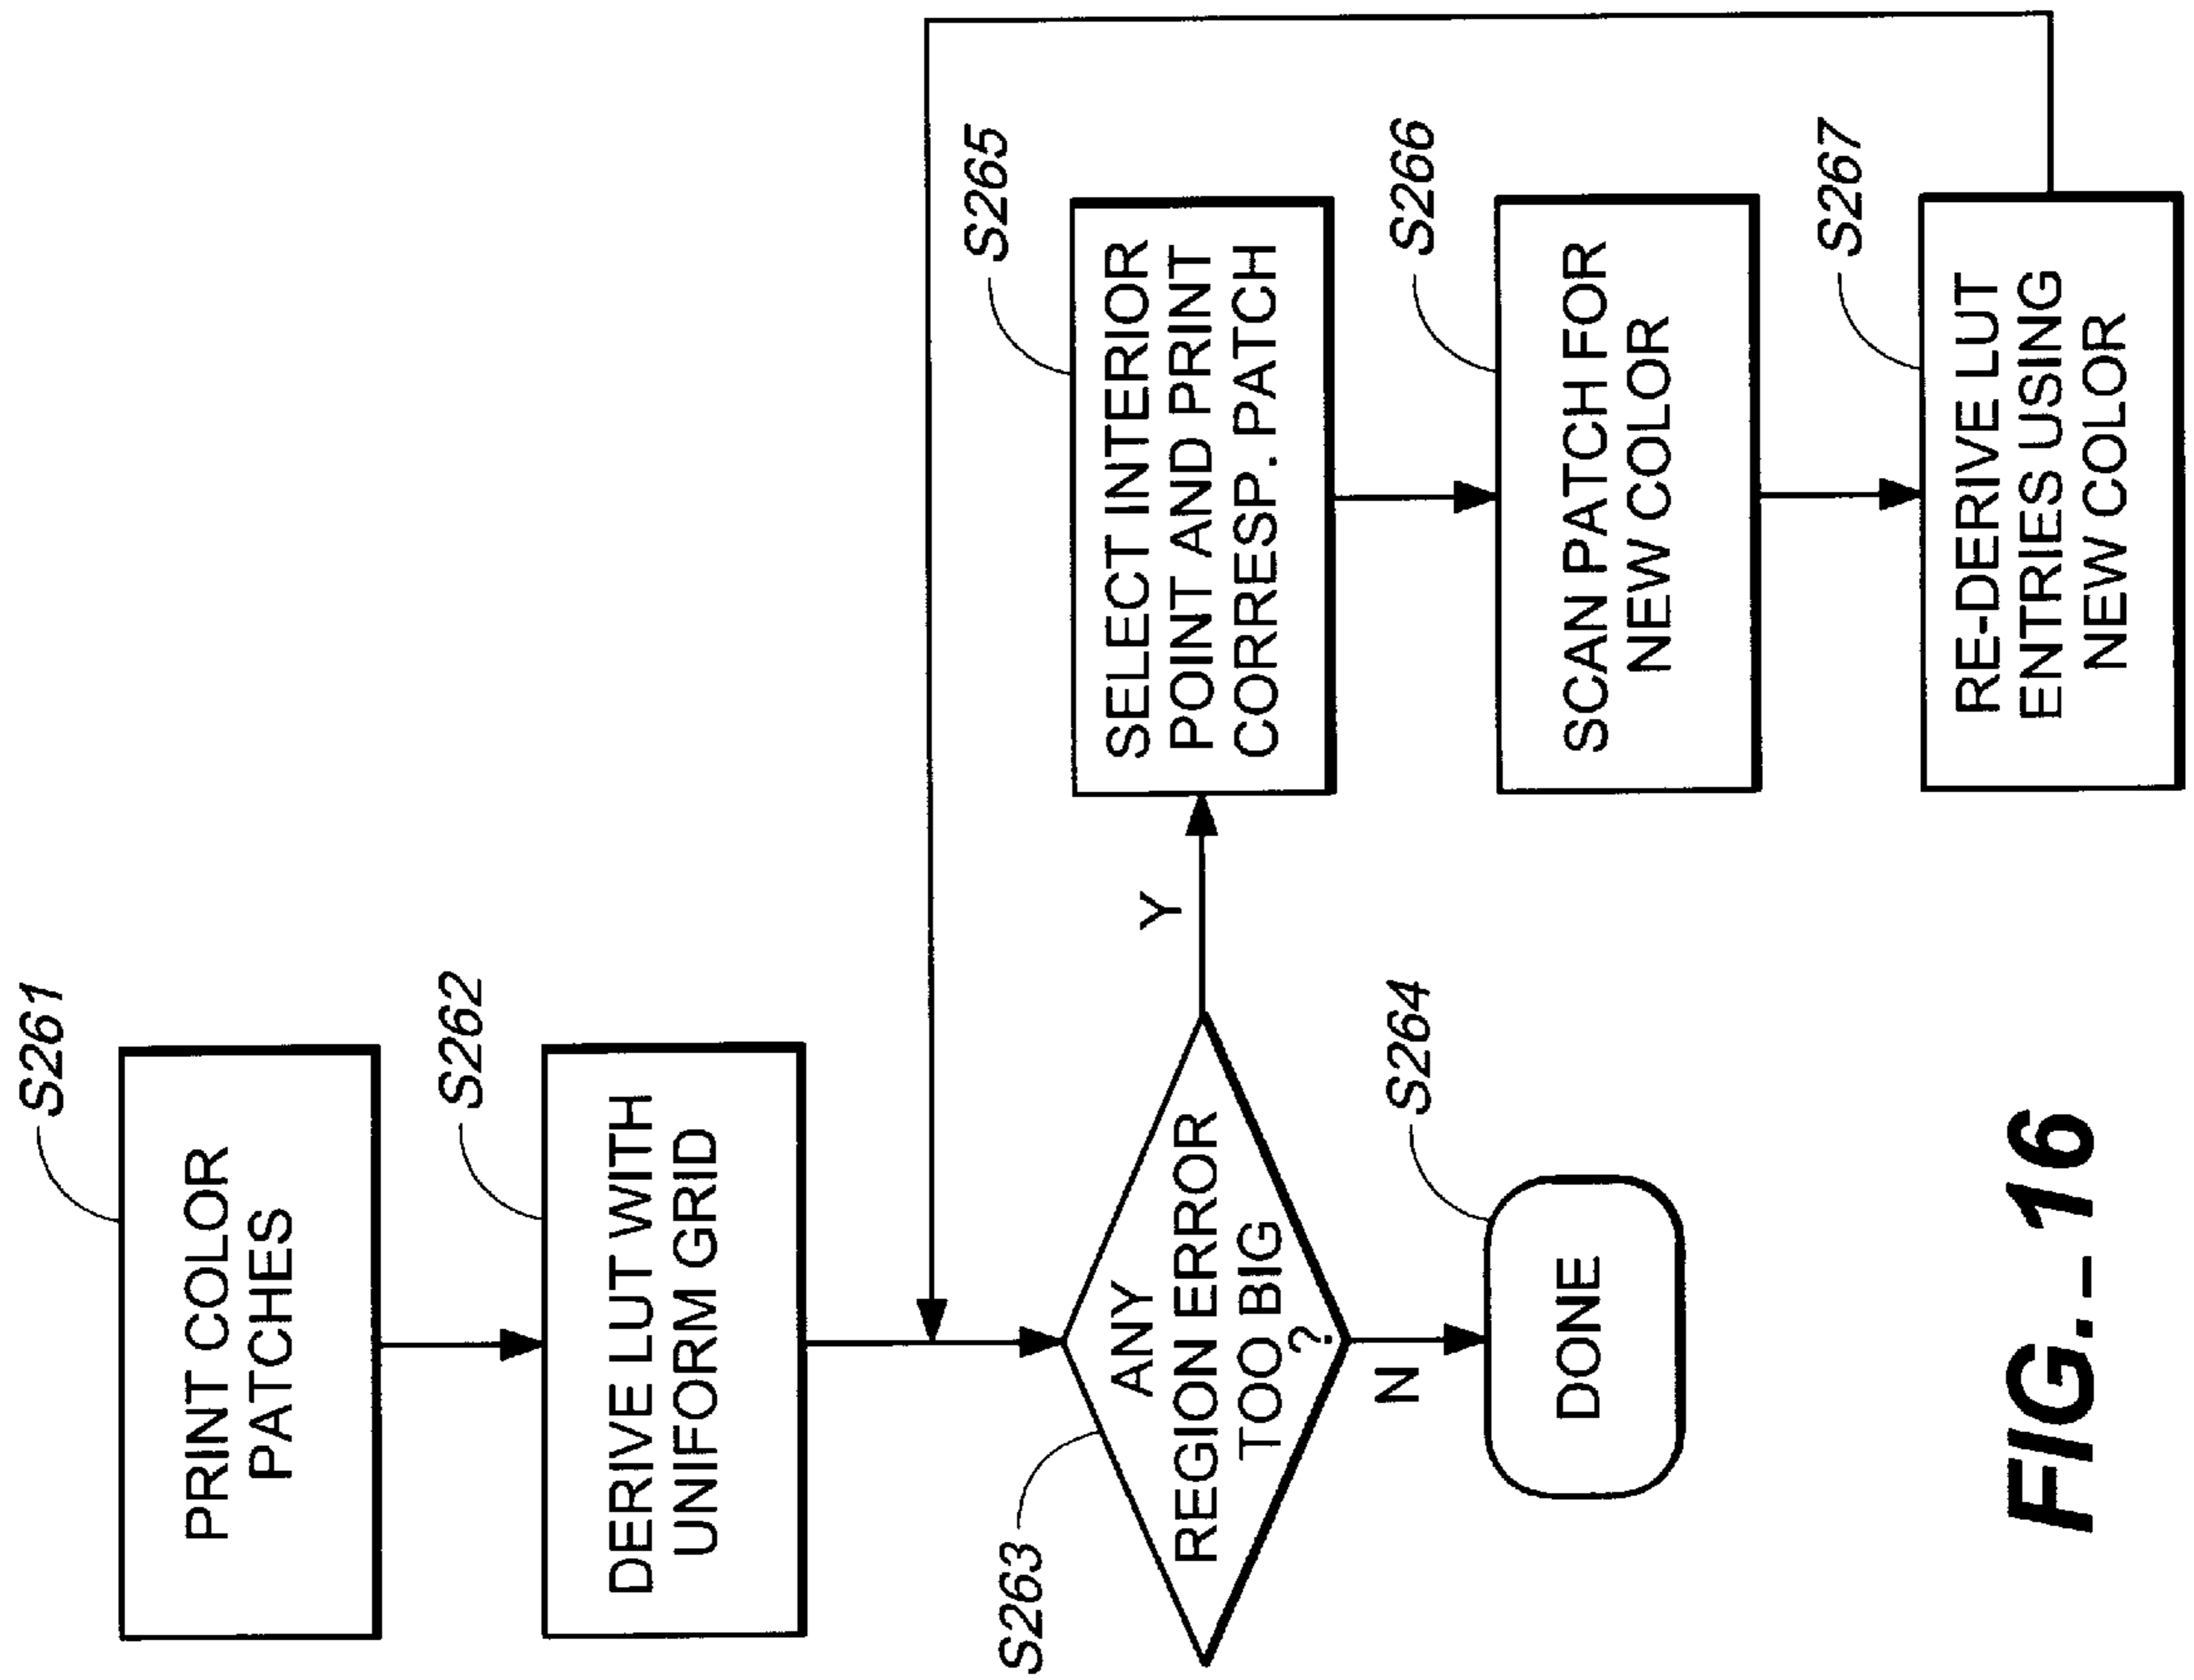 S261
PRINT COLOR
PATCHES
S262
DERIVE LUT WITH
UNIFORM GRID
S263
ANY
REGION ERROR
TOO BIG
?
Y
N
S264
DONE
S265
SELECT INTERIOR
POINT AND PRINT
CORRESP. PATCH
S266
SCAN PATCH FOR
NEW COLOR
S267
RE-DERIVE LUT
ENTRIES USING
NEW COLOR
FIG.- 16